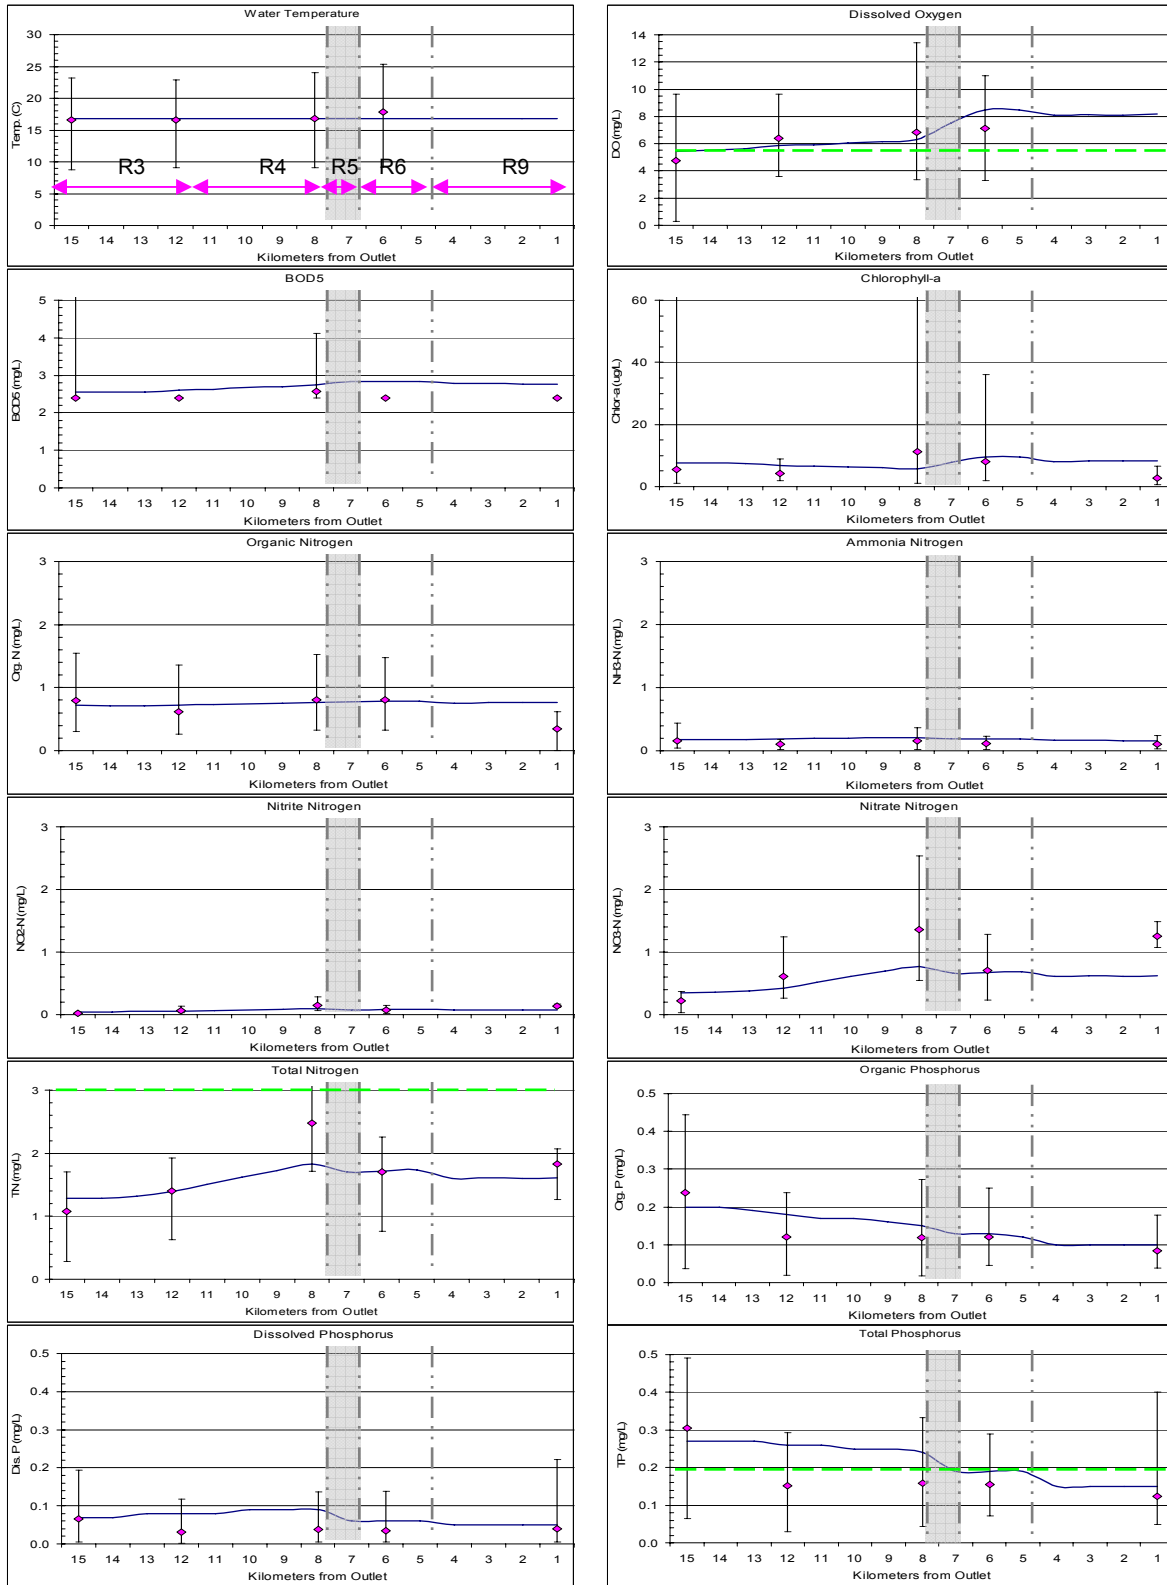 Water Temperature
Temp. (C)
30
25
20
15
10
5
0
R3 R4 R5 R6 R9
15 14 13 12 11 10 9 8 7 6 5 4 3 2 1
Kilometers from Outlet
Dissolved Oxygen
DO (mg/L)
14
12
10
8
6
4
2
0
15 14 13 12 11 10 9 8 7 6 5 4 3 2 1
Kilometers from Outlet
BOD5
BOD5 (mg/L)
5
4
3
2
1
0
15 14 13 12 11 10 9 8 7 6 5 4 3 2 1
Kilometers from Outlet
Chlorophyll-a
Chlor-a (ug/L)
60
40
20
0
15 14 13 12 11 10 9 8 7 6 5 4 3 2 1
Kilometers from Outlet
Organic Nitrogen
Org. N (mg/L)
3
2
1
0
15 14 13 12 11 10 9 8 7 6 5 4 3 2 1
Kilometers from Outlet
Ammonia Nitrogen
NH3-N (mg/L)
3
2
1
0
15 14 13 12 11 10 9 8 7 6 5 4 3 2 1
Kilometers from Outlet
Nitrite Nitrogen
NO2-N (mg/L)
3
2
1
0
15 14 13 12 11 10 9 8 7 6 5 4 3 2 1
Kilometers from Outlet
Nitrate Nitrogen
NO3-N (mg/L)
3
2
1
0
15 14 13 12 11 10 9 8 7 6 5 4 3 2 1
Kilometers from Outlet
Total Nitrogen
TN (mg/L)
3
2
1
0
15 14 13 12 11 10 9 8 7 6 5 4 3 2 1
Kilometers from Outlet
Organic Phosphorus
Org. P (mg/L)
0.5
0.4
0.3
0.2
0.1
0.0
15 14 13 12 11 10 9 8 7 6 5 4 3 2 1
Kilometers from Outlet
Dissolved Phosphorus
Dis. P (mg/L)
0.5
0.4
0.3
0.2
0.1
0.0
15 14 13 12 11 10 9 8 7 6 5 4 3 2 1
Kilometers from Outlet
Total Phosphorus
TP (mg/L)
0.5
0.4
0.3
0.2
0.1
0.0
15 14 13 12 11 10 9 8 7 6 5 4 3 2 1
Kilometers from Outlet